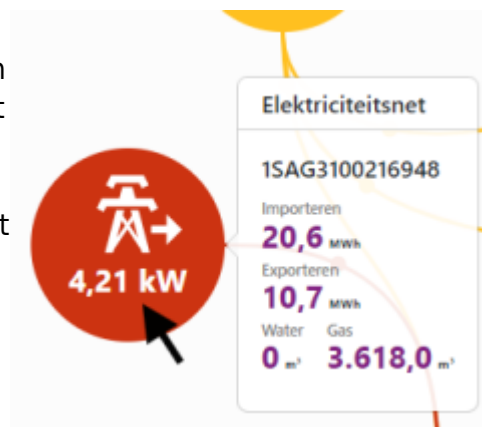 Elektriciteitsnet
1SAG3100216948
Importeren
20,6 MWh
Exporteren
10,7 MWh
Water Gas
0 m³ 3.618,0 m³
4,21 kW